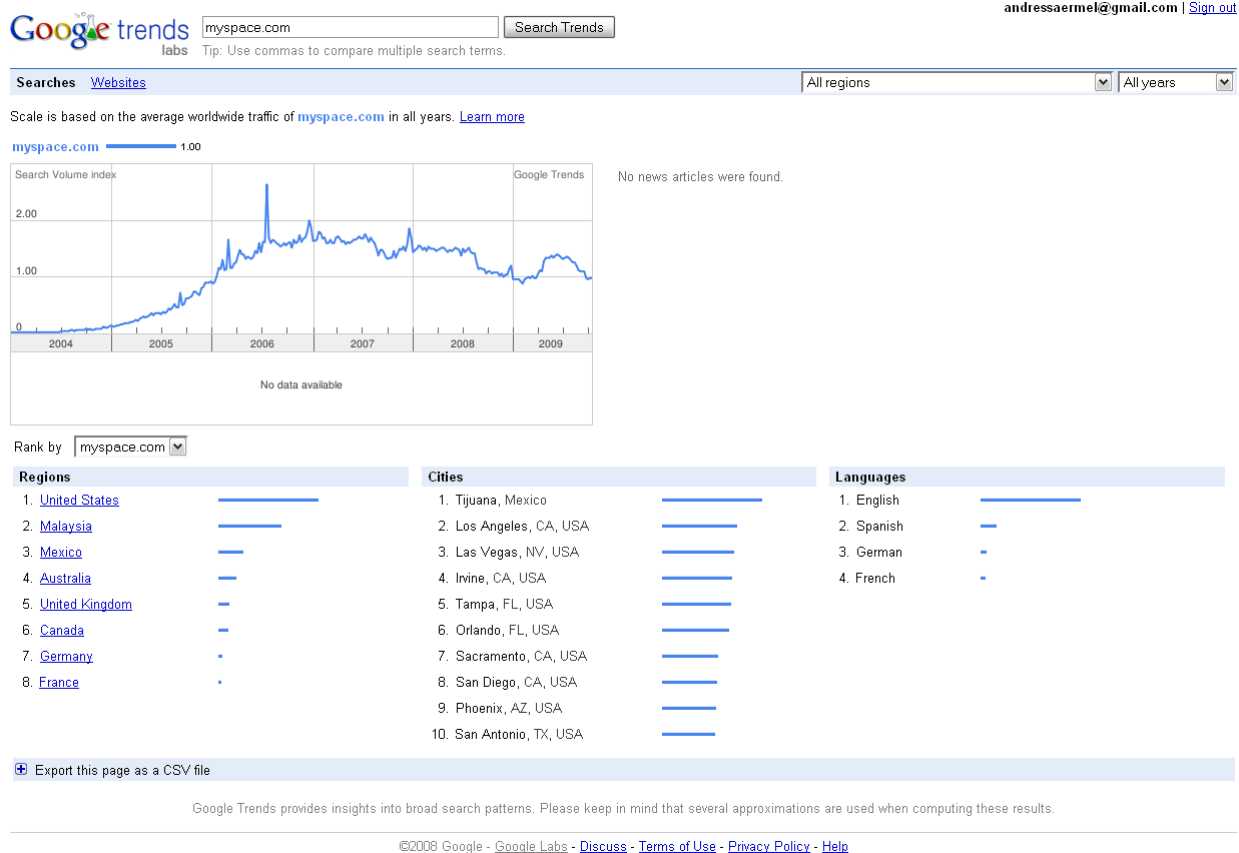 andressaermel@gmail.com | Sign out
Google trends labs
myspace.com Search Trends
Tip: Use commas to compare multiple search terms.
Searches Websites All regions All years
Scale is based on the average worldwide traffic of myspace.com in all years. Learn more
myspace.com 1.00
Search Volume index Google Trends
No news articles were found.
2.00
1.00
0
2004 2005 2006 2007 2008 2009
No data available
Rank by myspace.com
Regions
1. United States
2. Malaysia
3. Mexico
4. Australia
5. United Kingdom
6. Canada
7. Germany
8. France
Cities
1. Tijuana, Mexico
2. Los Angeles, CA, USA
3. Las Vegas, NV, USA
4. Irvine, CA, USA
5. Tampa, FL, USA
6. Orlando, FL, USA
7. Sacramento, CA, USA
8. San Diego, CA, USA
9. Phoenix, AZ, USA
10. San Antonio, TX, USA
Languages
1. English
2. Spanish
3. German
4. French
Export this page as a CSV file
Google Trends provides insights into broad search patterns. Please keep in mind that several approximations are used when computing these results.
©2008 Google - Google Labs - Discuss - Terms of Use - Privacy Policy - Help